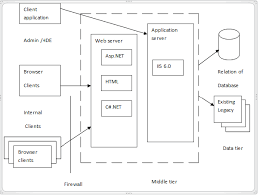 Client
application
Admin /HDE
Browser
Clients
Internal
Clients
Browser
clients
Firewall
Web server
Asp.NET
HTML
C#.NET
Application
server
IIS 6.0
Middle tier
Relation of
Database
Existing
Legacy
Data tier